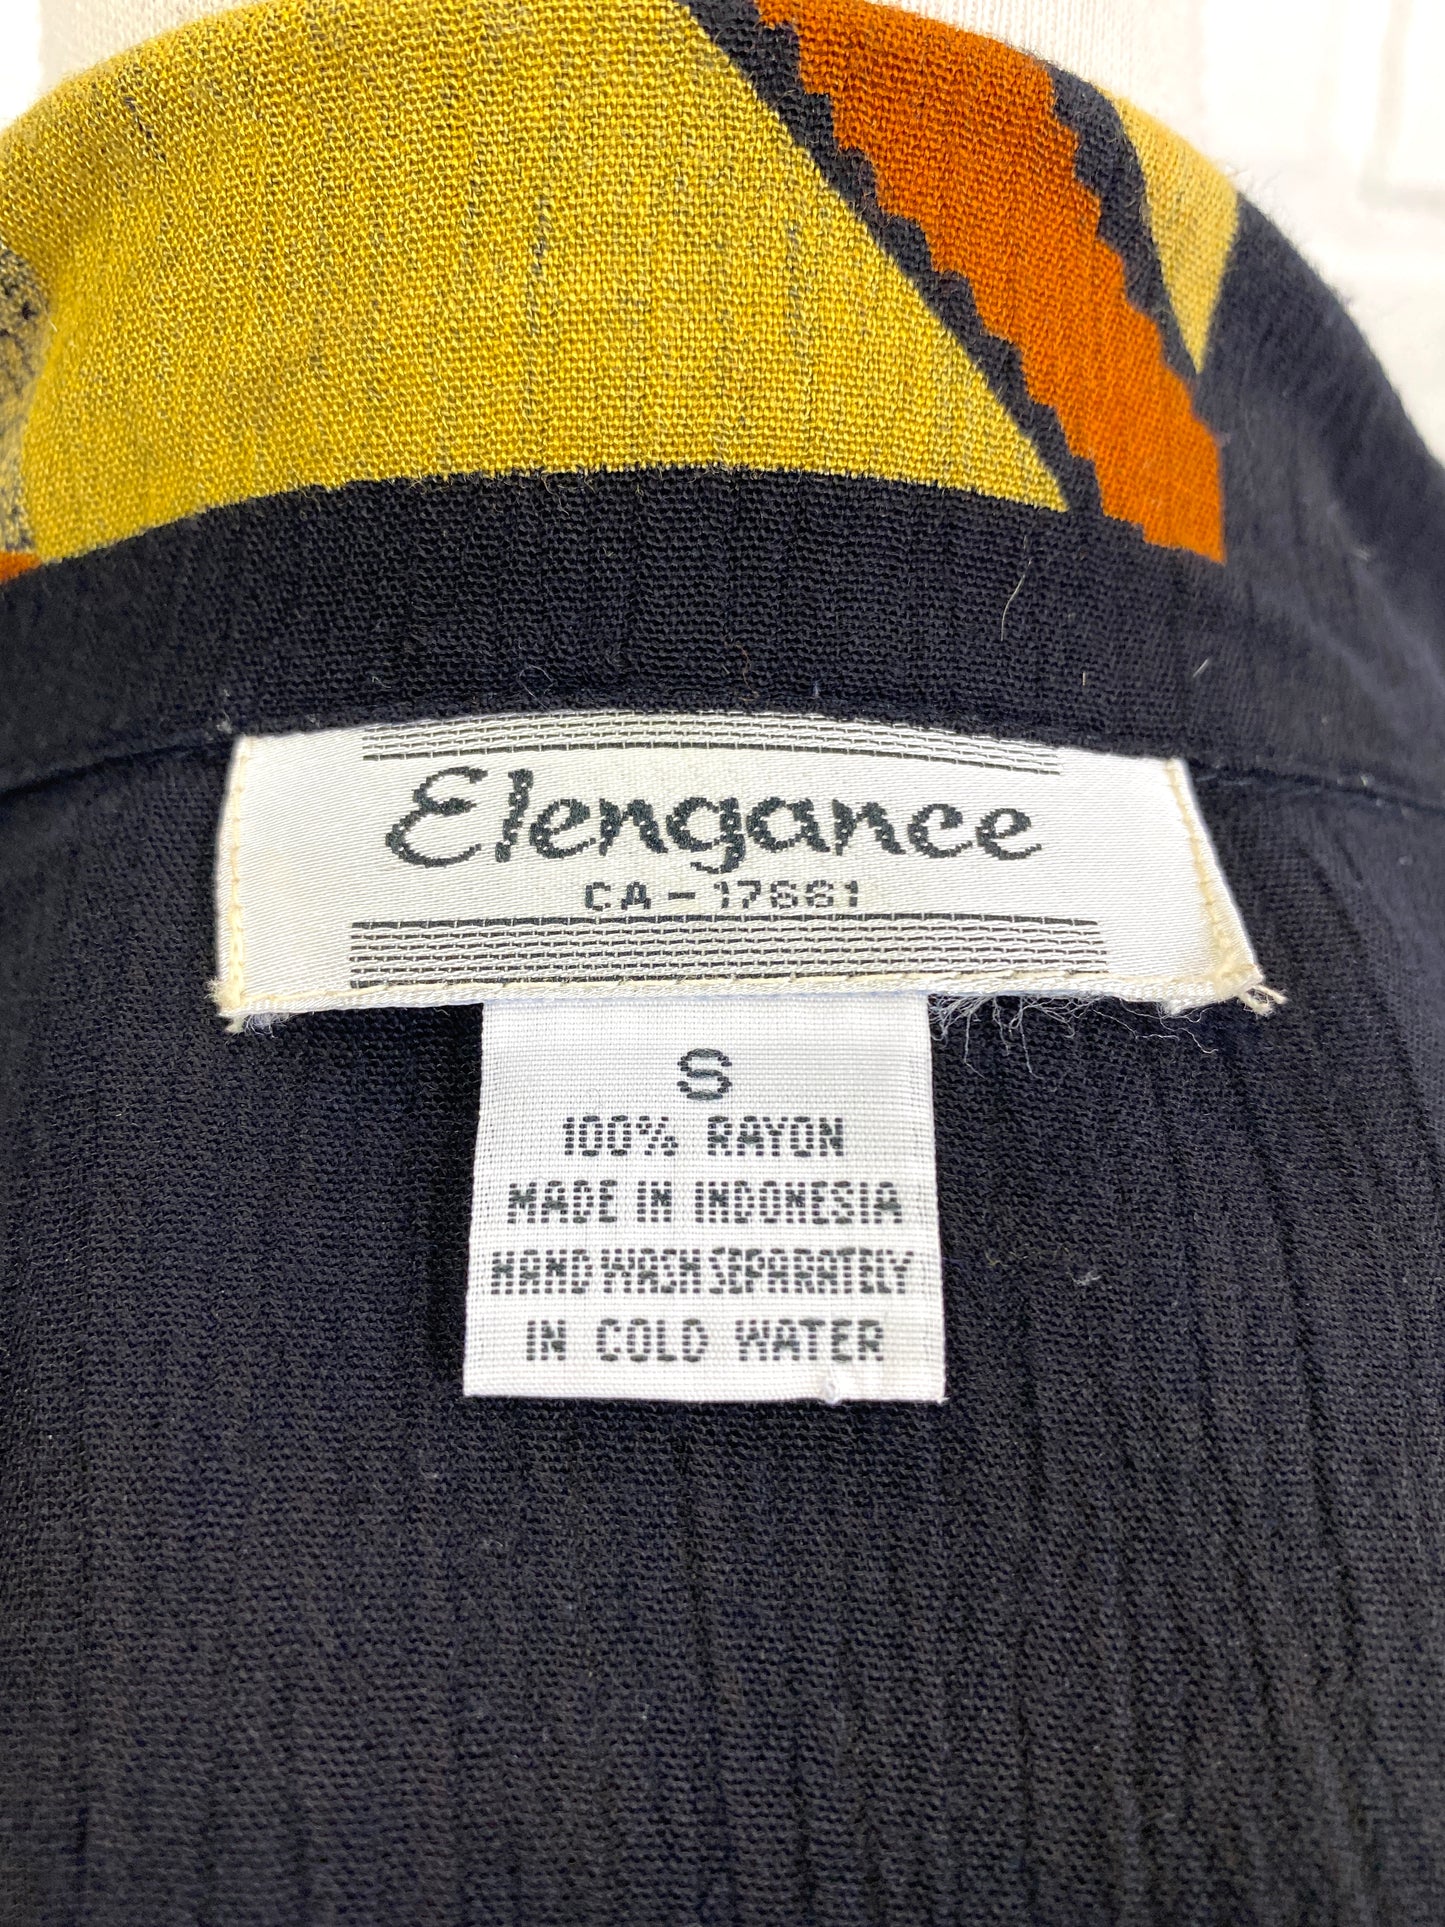 Elengance
CA-17661
S
100% RAYON
MADE IN INDONESIA
HAND WASH SEPARATELY
IN COLD WATER